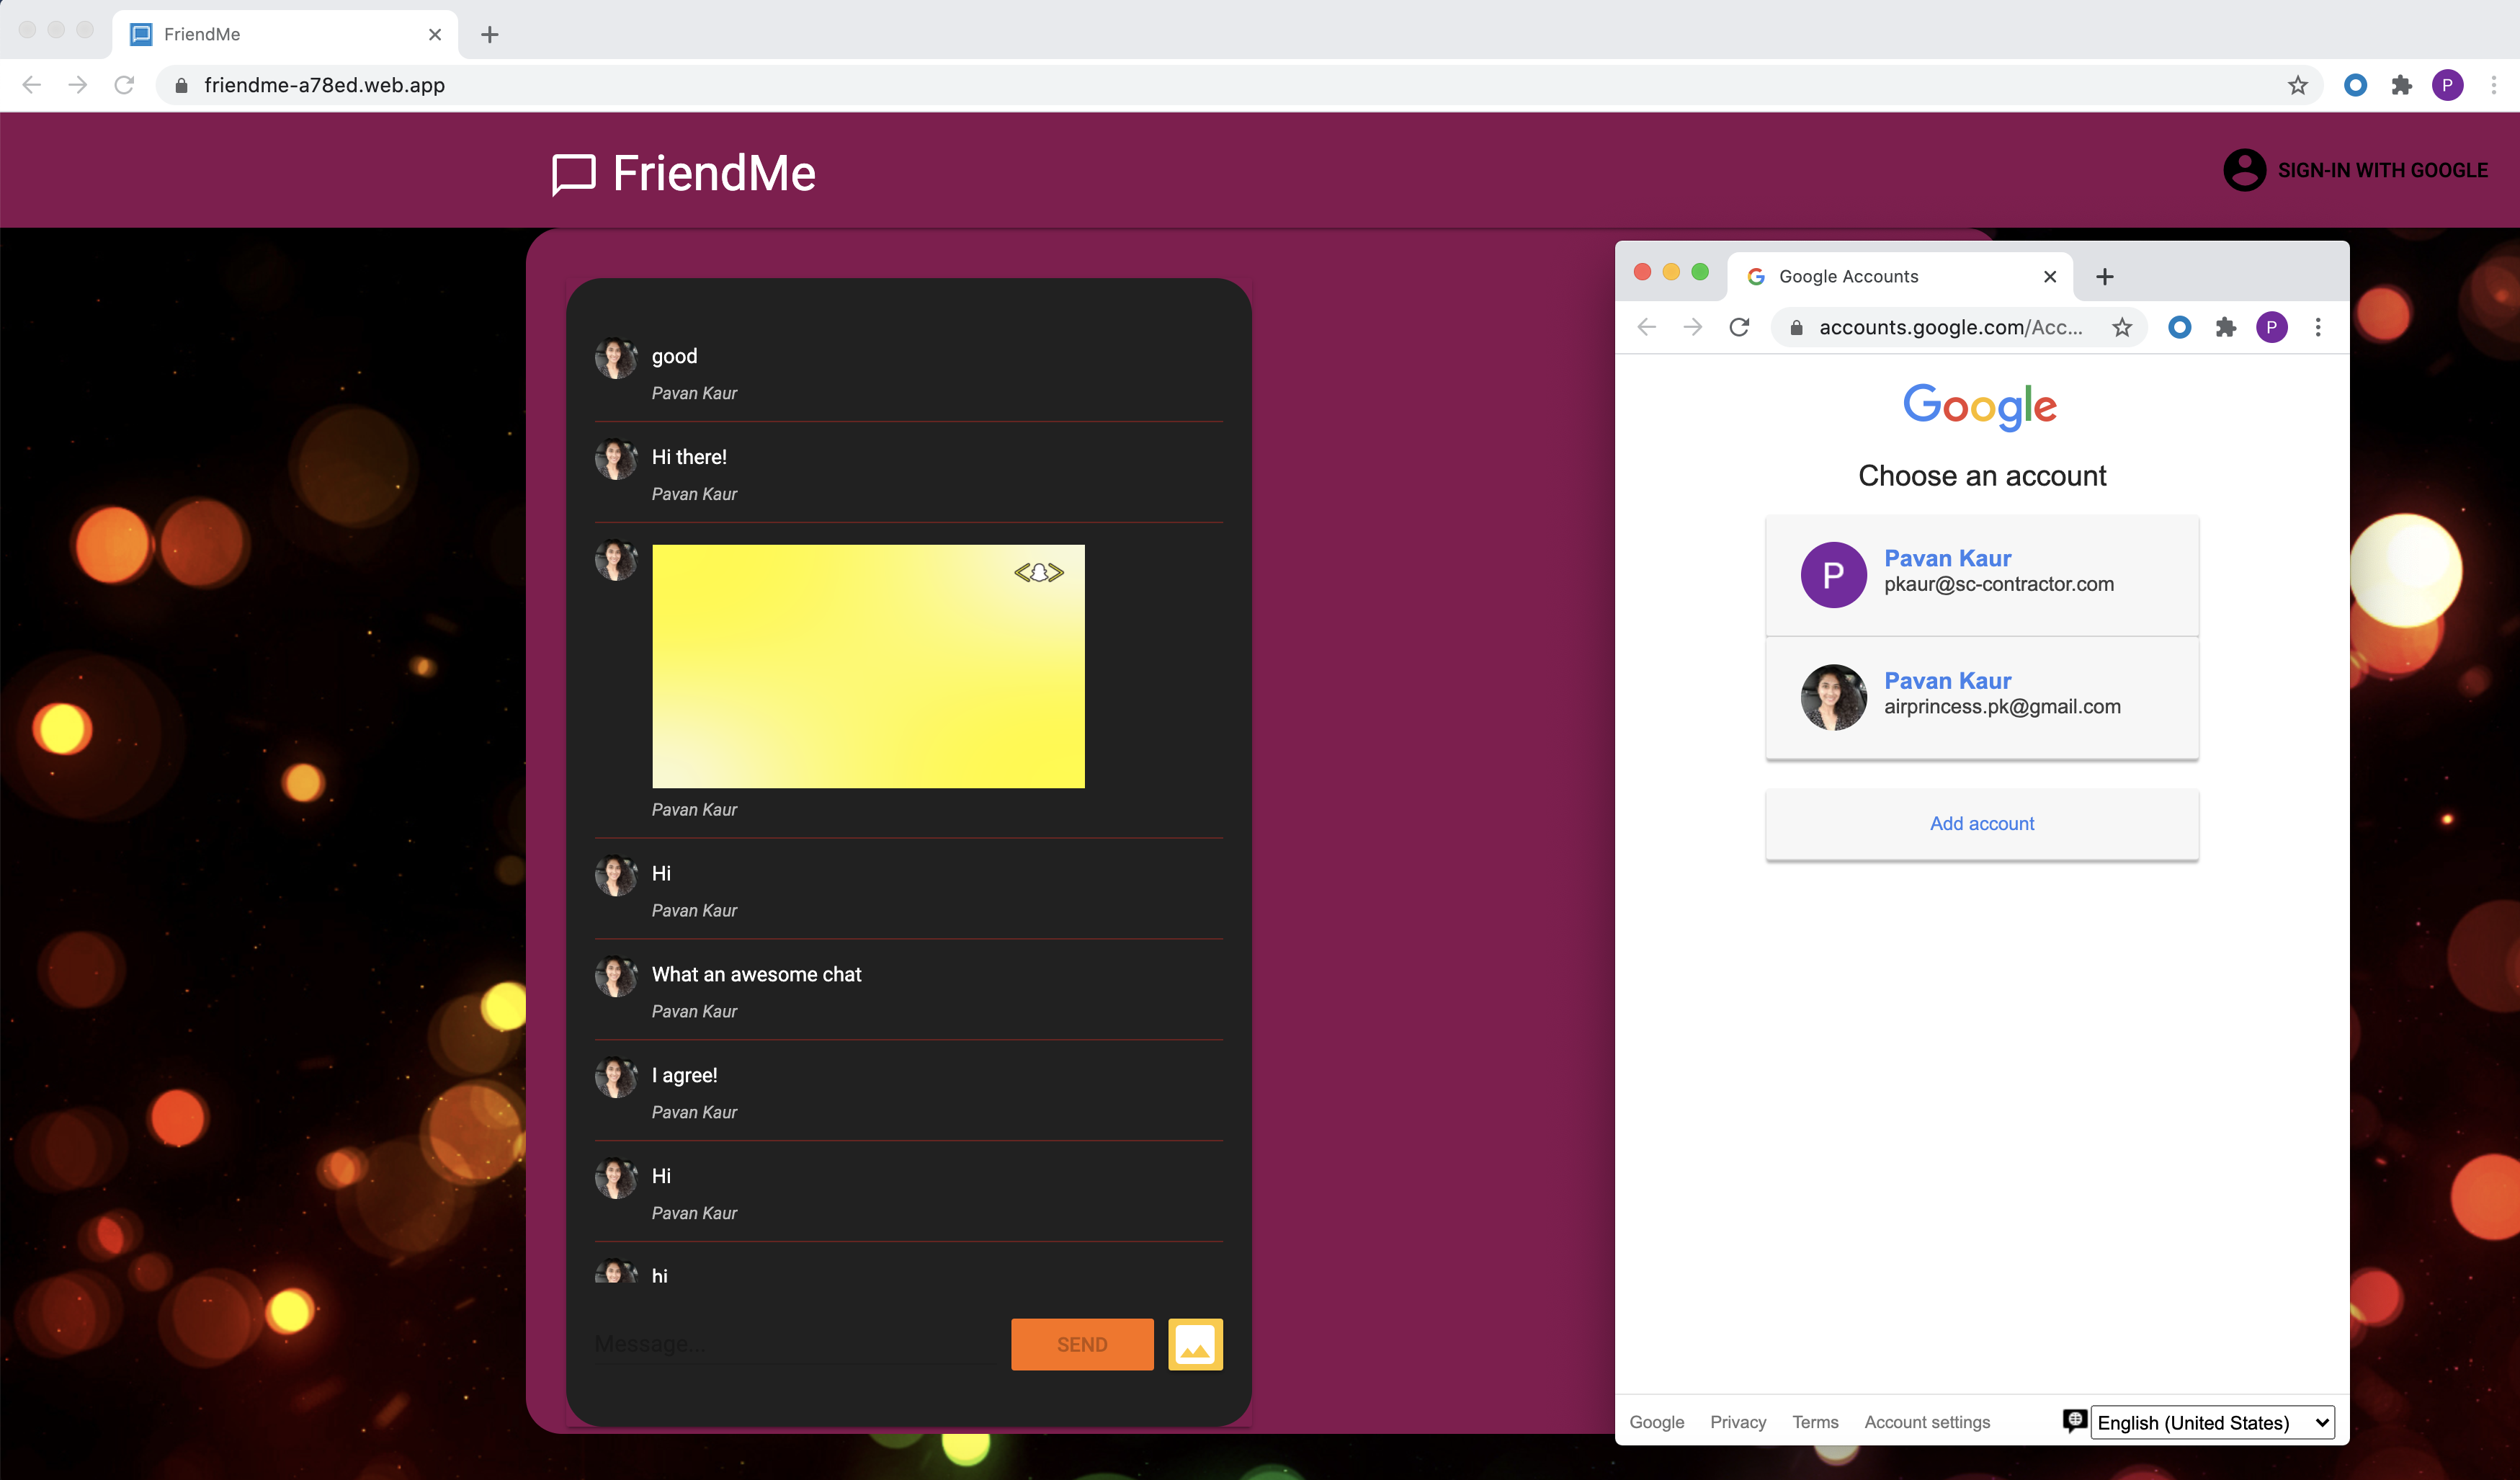 FriendMe
friendme-a78ed.web.app
P
FriendMe
SIGN-IN WITH GOOGLE
good
Pavan Kaur
Hi there!
Pavan Kaur
Pavan Kaur
Hi
Pavan Kaur
What an awesome chat
Pavan Kaur
I agree!
Pavan Kaur
Hi
Pavan Kaur
hi
Message...
SEND
Google Accounts
accounts.google.com/Acc...
P
Google
Choose an account
P
Pavan Kaur
pkaur@sc-contractor.com
Pavan Kaur
airprincess.pk@gmail.com
Add account
Google Privacy Terms Account settings
English (United States)